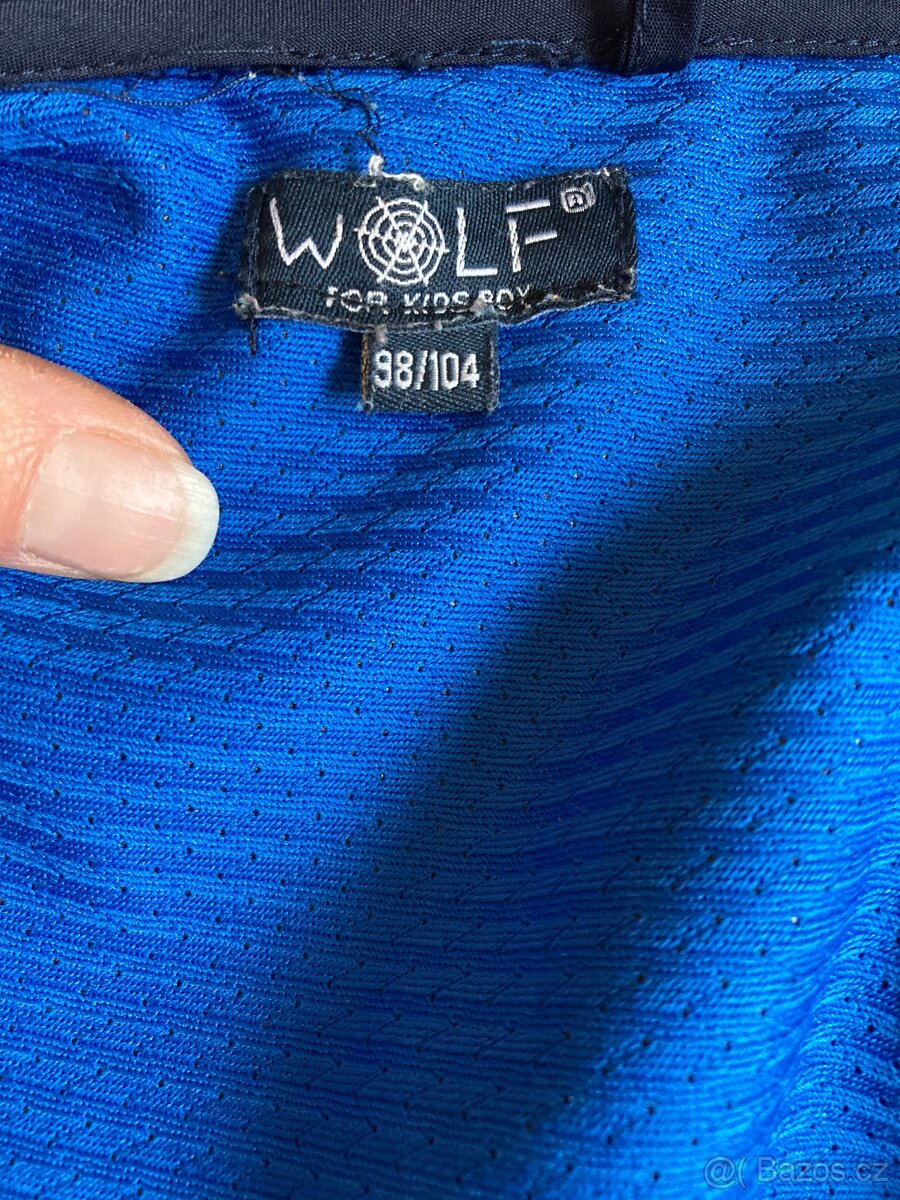 WOLF®
FOR KIDS BOY
98/104
@( Bazos.cz